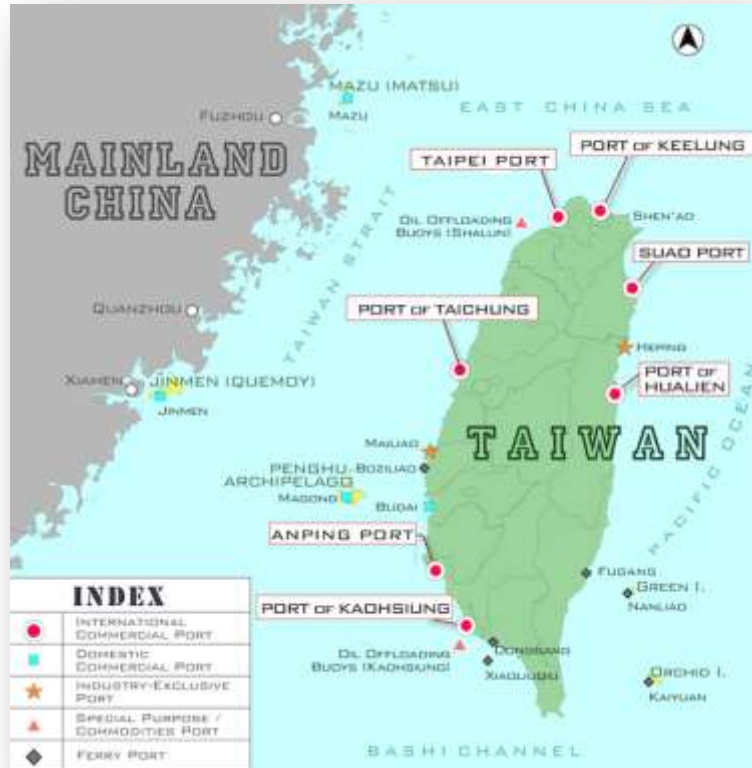 MAZU (MATSU)
MAZU
FUZHOU
EAST CHINA SEA
MAINLAND
CHINA
TAIPEI PORT
PORT OF KEELUNG
OIL OFFLOADING
BUOYS (SHALUN)
SHEN'AO
TAIWAN STRAIT
SUAO PORT
QUANZHOU
PORT OF TAICHUNG
HEPING
XIAMEN
JINMEN (QUEMOY)
JINMEN
PORT OF
HUALIEN
TAIWAN
PACIFIC OCEAN
MAILIAO
PENGHU
ARCHIPELAGO
BOZILIAO
MAGONG
BUDAI
ANPING PORT
FUGANG
GREEN I.
NANLIAO
PORT OF KAOHSIUNG
OIL OFFLOADING
BUOYS (KAOHSIUNG)
DONGGANG
XIAOLIUQIU
ORCHID I.
KAIYUAN
BASHI CHANNEL
INDEX
INTERNATIONAL
COMMERCIAL PORT
DOMESTIC
COMMERCIAL PORT
INDUSTRY-EXCLUSIVE
PORT
SPECIAL PURPOSE /
COMMODITIES PORT
FERRY PORT